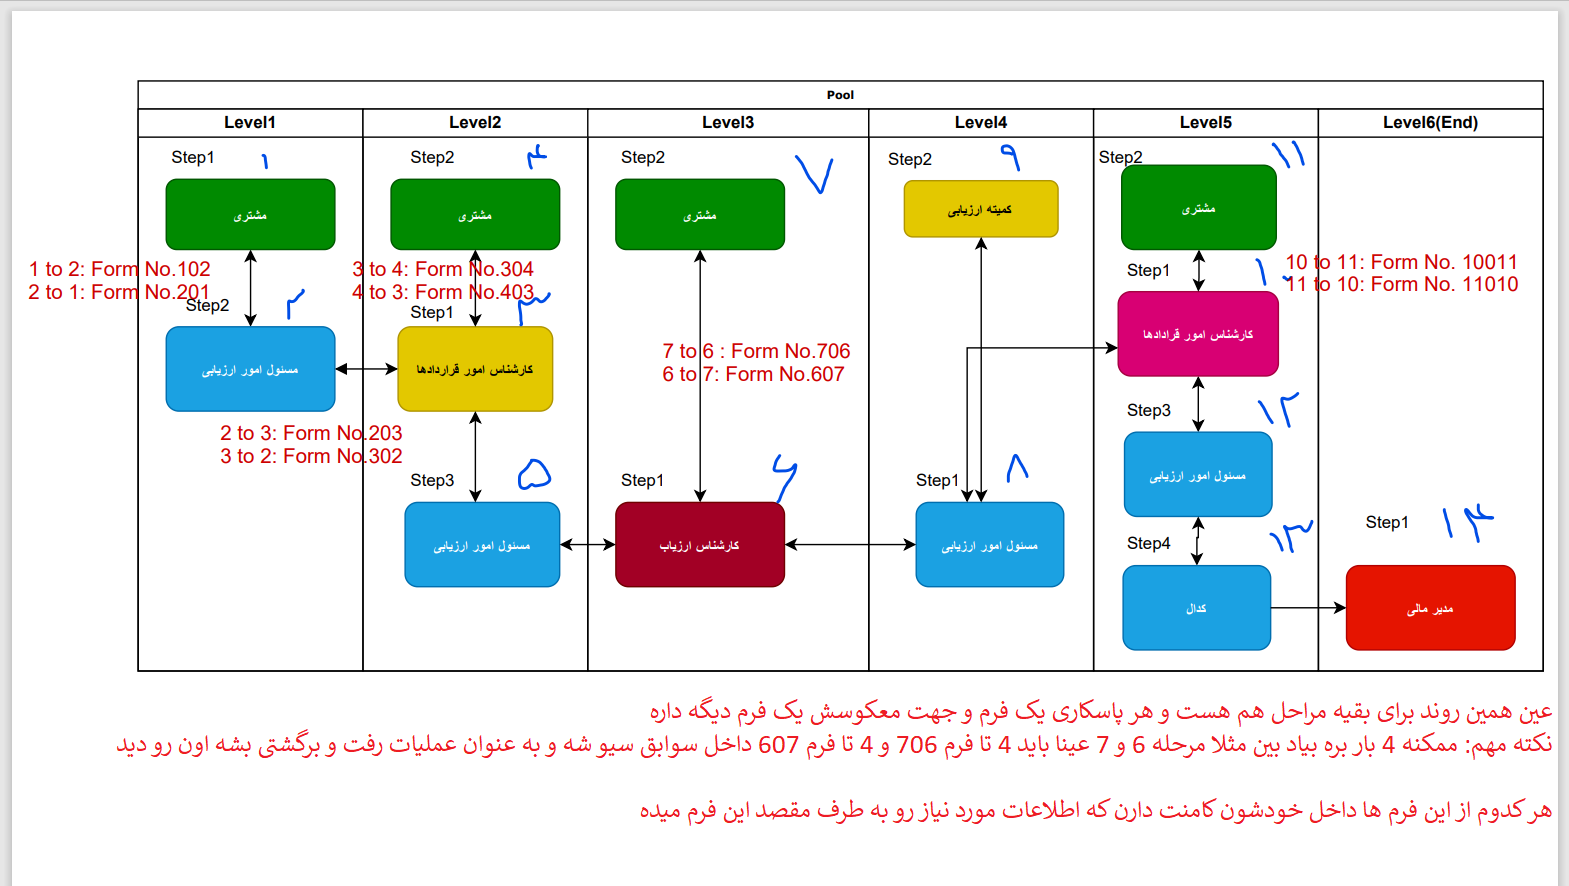 Pool
Level1
Level2
Level3
Level4
Level5
Level6(End)
Step1
۱
مشتری
1 to 2: Form No.102
2 to 1: Form No.201
Step2
۲
مسئول امور ارزیابی
2 to 3: Form No.203
3 to 2: Form No.302
Step2
۴
مشتری
3 to 4: Form No.304
4 to 3: Form No.403
Step1
۳
کارشناس امور قراردادها
Step3
۵
مسئول امور ارزیابی
Step2
۷
مشتری
7 to 6 : Form No.706
6 to 7: Form No.607
Step1
۶
کارشناس ارزیاب
Step2
۹
کمیته ارزیابی
Step1
۸
مسئول امور ارزیابی
Step2
۱۱
مشتری
10 to 11: Form No. 10011
11 to 10: Form No. 11010
Step1
۱۰
کارشناس امور قرادادها
Step3
۱۲
مسئول امور ارزیابی
Step4
۱۳
کدال
Step1
۱۴
مدیر مالی
عین همین روند برای بقیه مراحل هم هست و هر پاسکاری یک فرم و جهت معکوسش یک فرم دیگه داره
نکته مهم: ممکنه 4 بار بره بیاد بین مثلا مرحله 6 و 7 عینا باید 4 تا فرم 706 و 4 تا فرم 607 داخل سوابق سیو شه و به عنوان عملیات رفت و برگشتی بشه اون رو دید
هر کدوم از این فرم ها داخل خودشون کامنت دارن که اطلاعات مورد نیاز رو به طرف مقصد این فرم میده